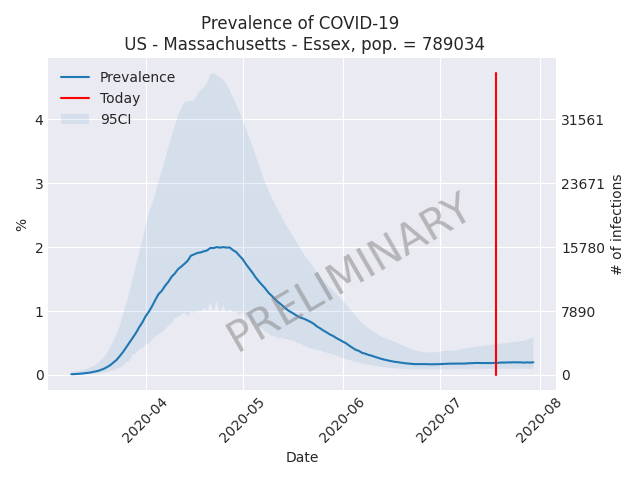 Prevalence of COVID-19
US - Massachusetts - Essex, pop. = 789034
Prevalence
Today
95CI
4
3
2
1
0
%
31561
23671
15780
7890
0
# of infections
PRELIMINARY
2020-04
2020-05
2020-06
2020-07
2020-08
Date